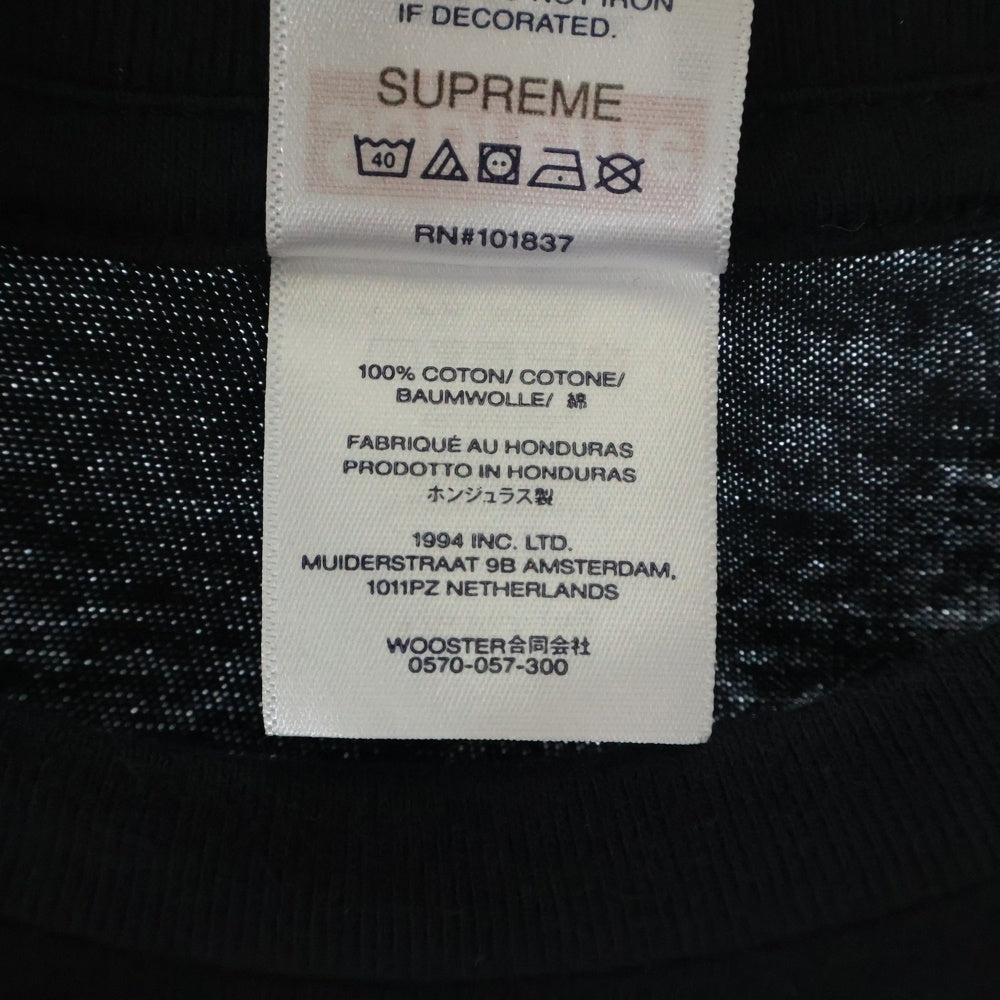 NOT IRON
IF DECORATED.
SUPREME
40
RN#101837
100% COTON/ COTONE/
BAUMWOLLE/ 綿
FABRIQUÉ AU HONDURAS
PRODOTTO IN HONDURAS
ホンジュラス製
1994 INC. LTD.
MUIDERSTRAAT 9B AMSTERDAM,
1011PZ NETHERLANDS
WOOSTER合同会社
0570-057-300